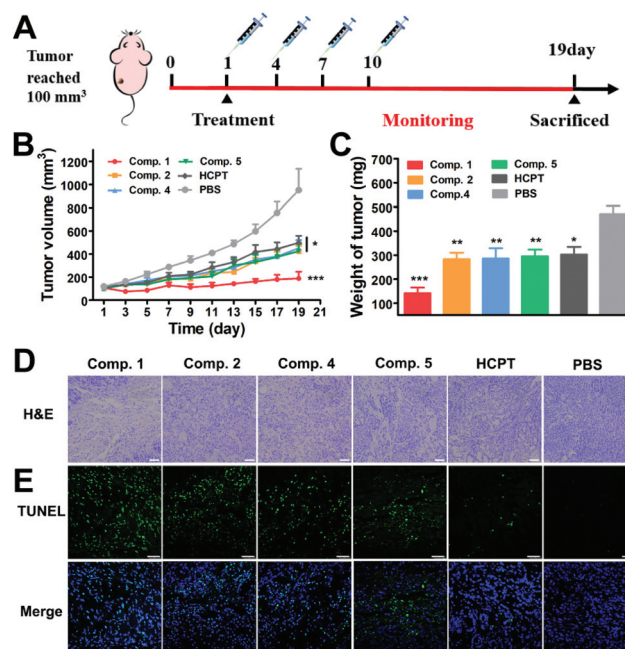 A
Tumor
reached
100 mm³
0 1 4 7 10 19day
Treatment Monitoring Sacrificed
B
Tumor volume (mm³)
1200
1000
800
600
400
200
0
Comp. 1
Comp. 2
Comp. 4
Comp. 5
HCPT
PBS
*
***
1 3 5 7 9 11 13 15 17 19 21
Time (day)
C
Weight of tumor (mg)
700
600
500
400
300
200
100
Comp. 1
Comp. 2
Comp.4
Comp. 5
HCPT
PBS
*** ** ** ** *
D
Comp. 1 Comp. 2 Comp. 4 Comp. 5 HCPT PBS
H&E
E
TUNEL
Merge